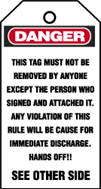 DANGER
THIS TAG MUST NOT BE
REMOVED BY ANYONE
EXCEPT THE PERSON WHO
SIGNED AND ATTACHED IT.
ANY VIOLATION OF THIS
RULE WILL BE CAUSE FOR
IMMEDIATE DISCHARGE.
HANDS OFF!!
SEE OTHER SIDE